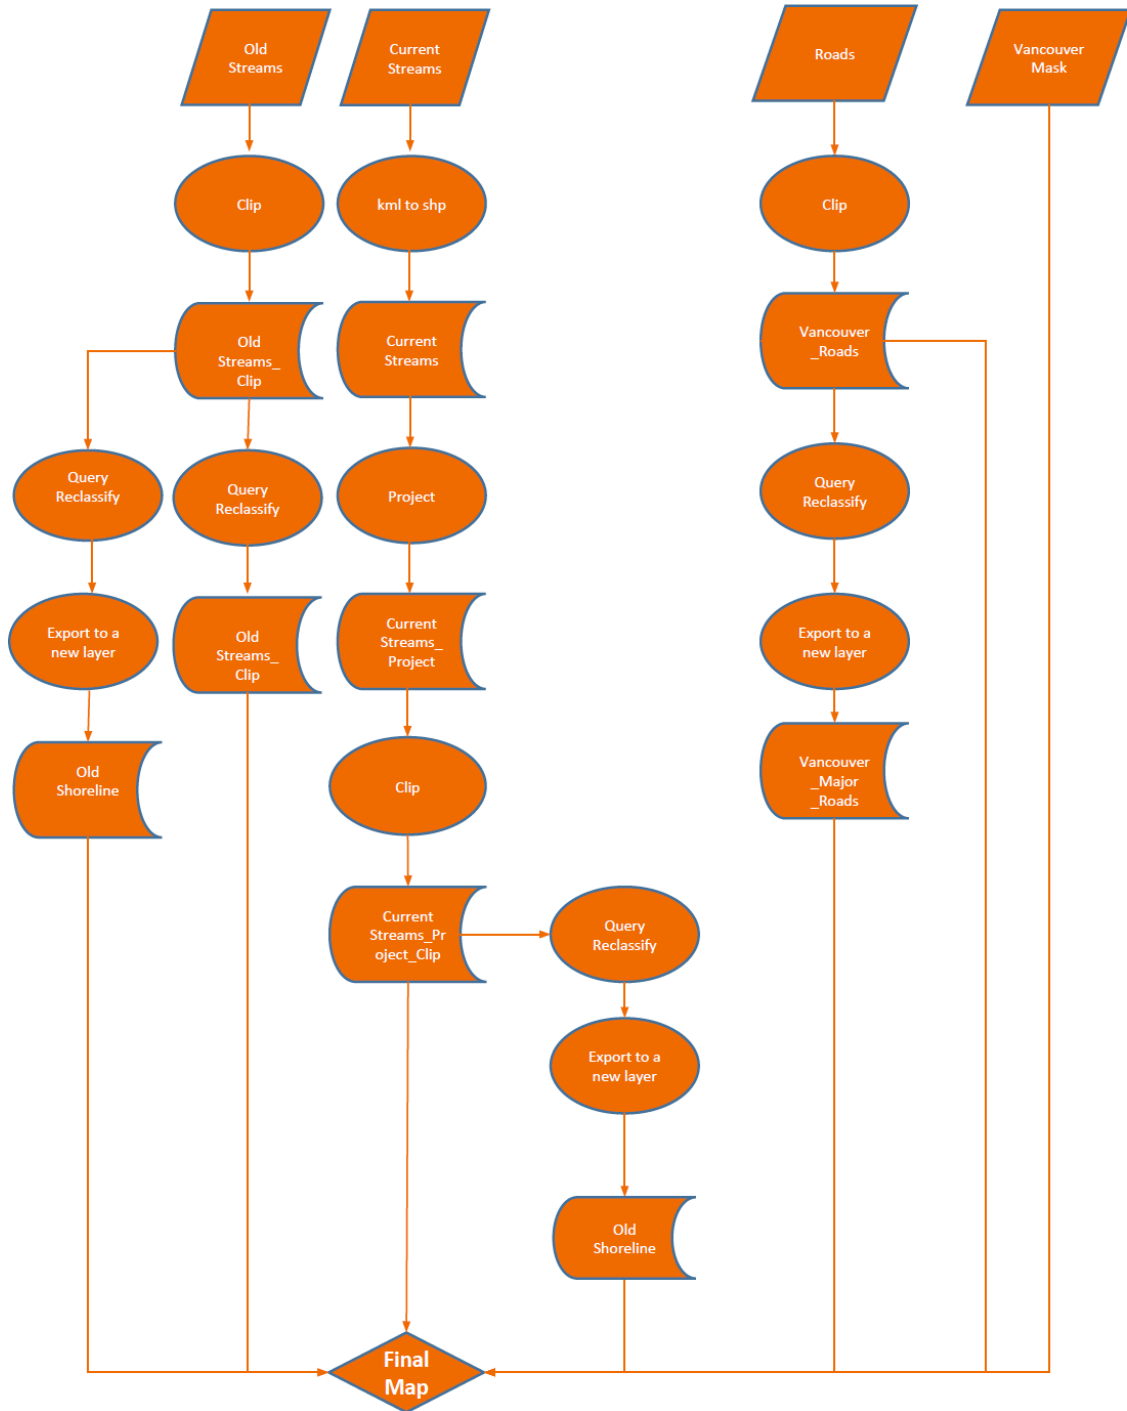 Old
Streams
Current
Streams
Roads
Vancouver
Mask
Clip
kml to shp
Clip
Old
Streams_
Clip
Current
Streams
Vancouver
_Roads
Query
Reclassify
Query
Reclassify
Project
Query
Reclassify
Export to a
new layer
Old
Streams_
Clip
Current
Streams_
Project
Export to a
new layer
Old
Shoreline
Clip
Vancouver
_Major
_Roads
Current
Streams_Pr
oject_Clip
Query
Reclassify
Export to a
new layer
Old
Shoreline
Final
Map